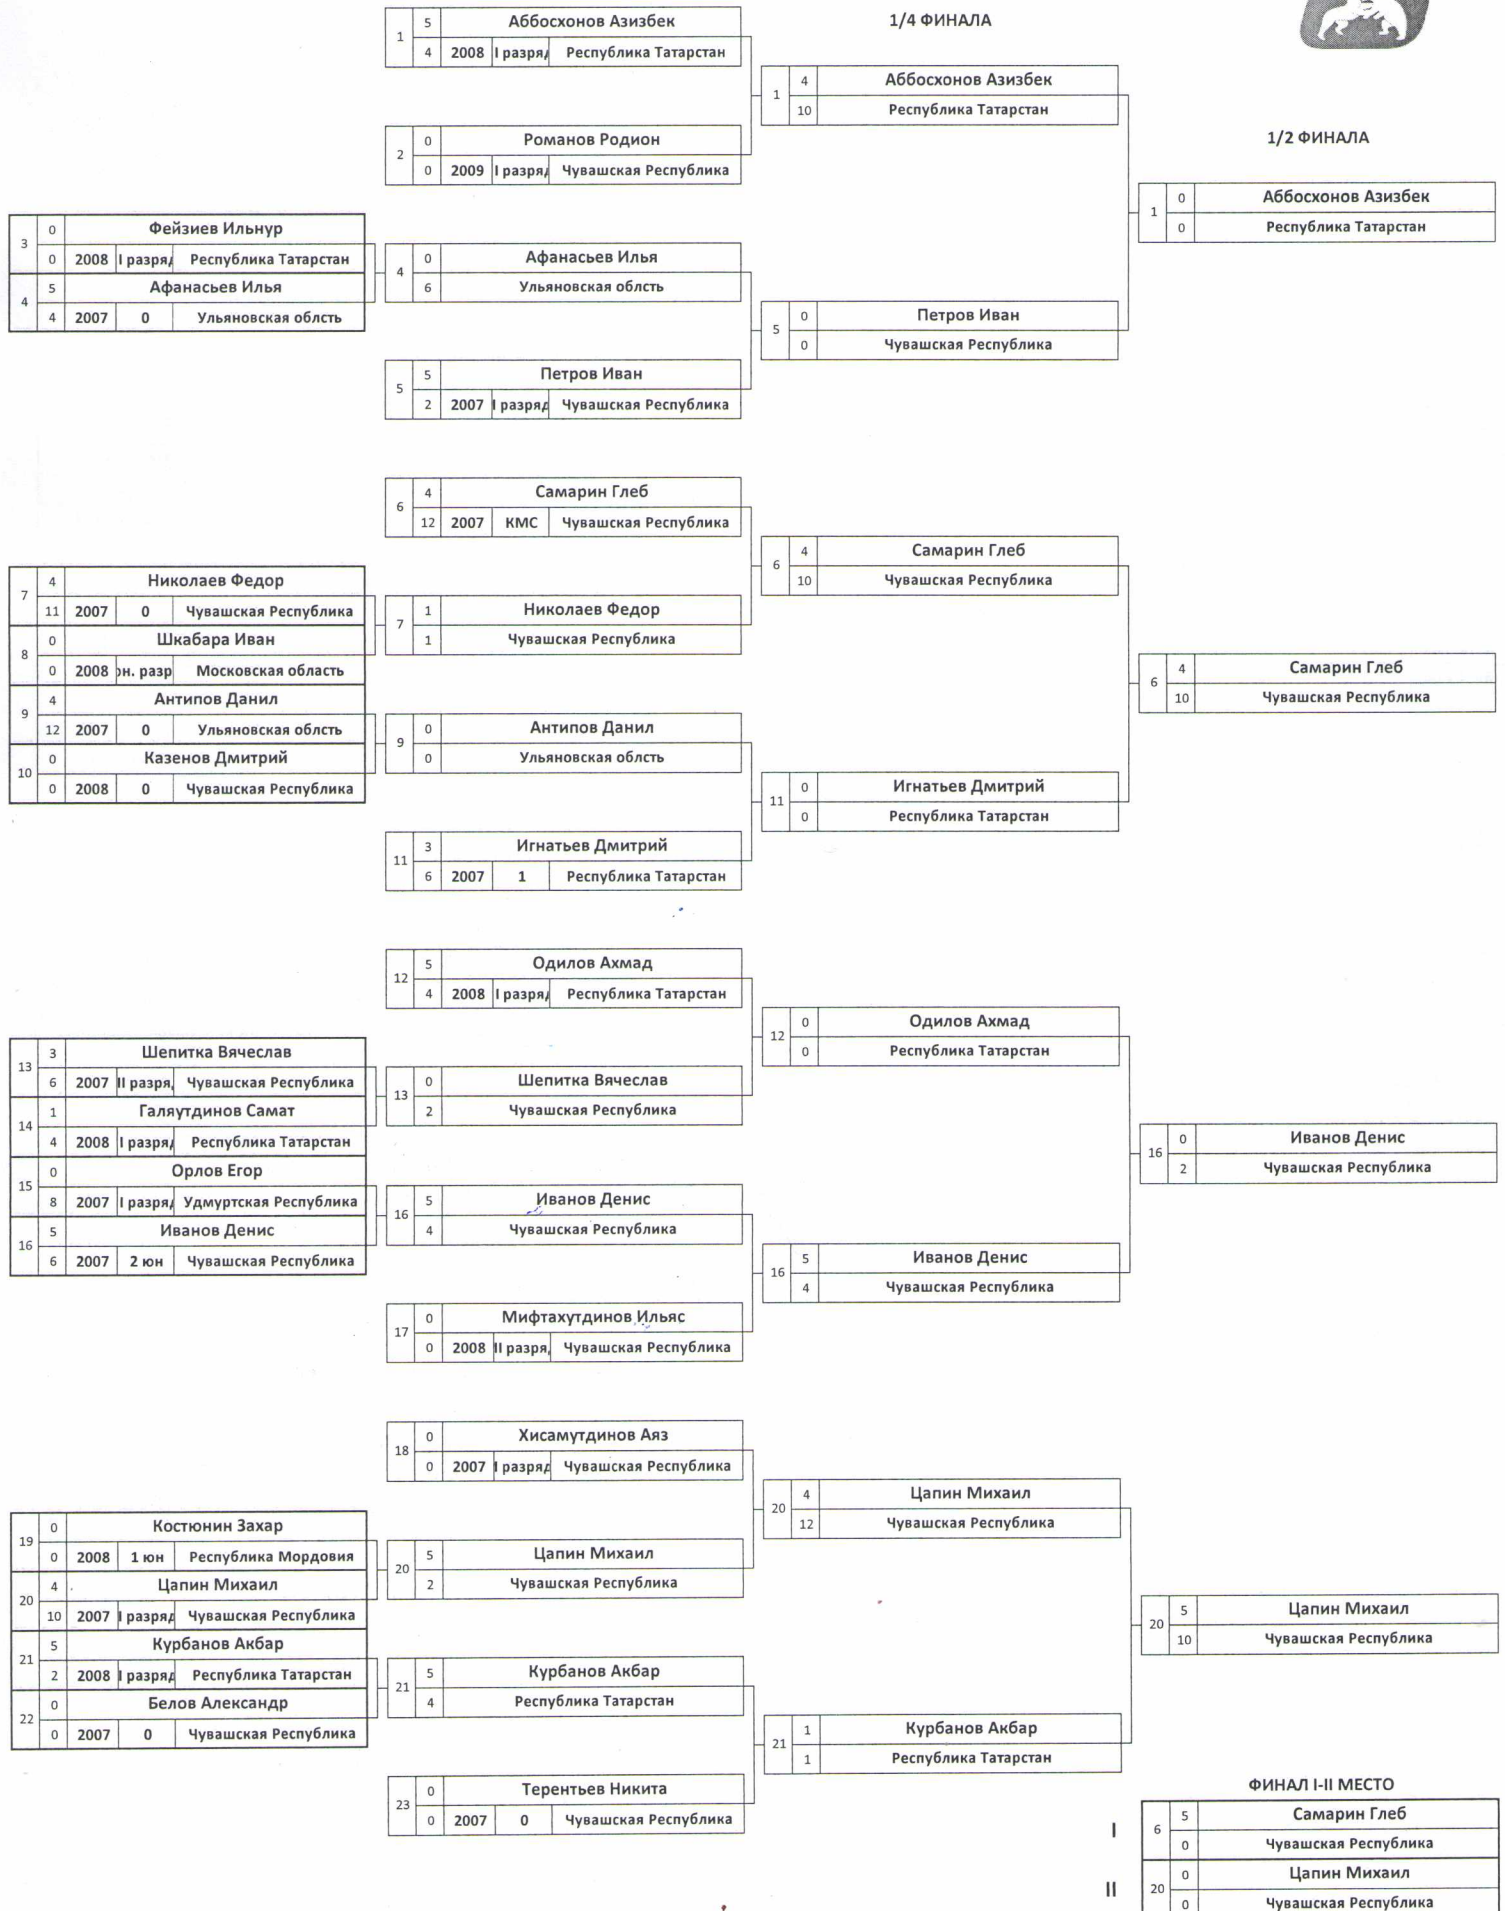 1/4 ФИНАЛА
1/2 ФИНАЛА
3 0 Фейзиев Ильнур
0 2008 I разряд Республика Татарстан
4 5 Афанасьев Илья
4 2007 0 Ульяновская облсть
7 4 Николаев Федор
11 2007 0 Чувашская Республика
8 0 Шкабара Иван
0 2008 он. разр Московская область
9 4 Антипов Данил
12 2007 0 Ульяновская облсть
10 0 Казенов Дмитрий
0 2008 0 Чувашская Республика
13 3 Шепитка Вячеслав
6 2007 II разря, Чувашская Республика
14 1 Галяутдинов Самат
4 2008 I разряд Республика Татарстан
15 0 Орлов Егор
8 2007 I разряд Удмуртская Республика
16 5 Иванов Денис
6 2007 2 юн Чувашская Республика
19 0 Костюнин Захар
0 2008 1 юн Республика Мордовия
20 4 Цапин Михаил
10 2007 I разряд Чувашская Республика
21 5 Курбанов Акбар
2 2008 I разряд Республика Татарстан
22 0 Белов Александр
0 2007 0 Чувашская Республика
1 5 Аббосхонов Азизбек
4 2008 I разряд Республика Татарстан
2 0 Романов Родион
0 2009 I разряд Чувашская Республика
4 0 Афанасьев Илья
6 Ульяновская облсть
5 5 Петров Иван
2 2007 I разряд Чувашская Республика
6 4 Самарин Глеб
12 2007 КМС Чувашская Республика
7 1 Николаев Федор
1 Чувашская Республика
9 0 Антипов Данил
0 Ульяновская облсть
11 3 Игнатьев Дмитрий
6 2007 1 Республика Татарстан
12 5 Одилов Ахмад
4 2008 I разряд Республика Татарстан
13 0 Шепитка Вячеслав
2 Чувашская Республика
16 5 Иванов Денис
4 Чувашская Республика
17 0 Мифтахутдинов Ильяс
0 2008 II разря, Чувашская Республика
18 0 Хисамутдинов Аяз
0 2007 I разряд Чувашская Республика
20 5 Цапин Михаил
2 Чувашская Республика
21 5 Курбанов Акбар
4 Республика Татарстан
23 0 Терентьев Никита
0 2007 0 Чувашская Республика
1 4 Аббосхонов Азизбек
10 Республика Татарстан
5 0 Петров Иван
0 Чувашская Республика
6 4 Самарин Глеб
10 Чувашская Республика
11 0 Игнатьев Дмитрий
0 Республика Татарстан
12 0 Одилов Ахмад
0 Республика Татарстан
16 5 Иванов Денис
4 Чувашская Республика
20 4 Цапин Михаил
12 Чувашская Республика
21 1 Курбанов Акбар
1 Республика Татарстан
1 0 Аббосхонов Азизбек
0 Республика Татарстан
6 4 Самарин Глеб
10 Чувашская Республика
16 0 Иванов Денис
2 Чувашская Республика
20 5 Цапин Михаил
10 Чувашская Республика
ФИНАЛ I-II МЕСТО
I 6 5 Самарин Глеб
0 Чувашская Республика
II 20 0 Цапин Михаил
0 Чувашская Республика